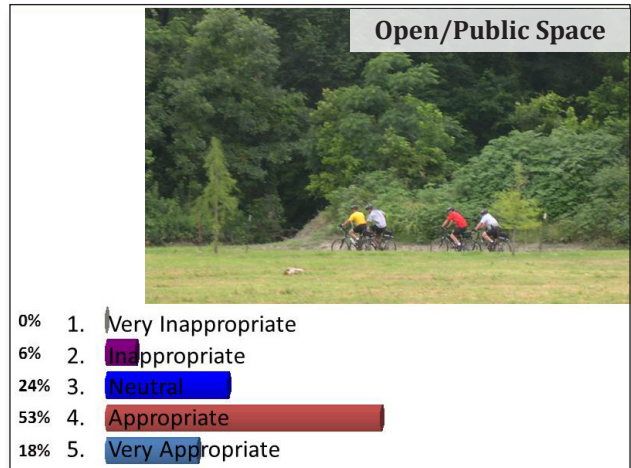 Open/Public Space
0% 1. Very Inappropriate
6% 2. Inappropriate
24% 3. Neutral
53% 4. Appropriate
18% 5. Very Appropriate